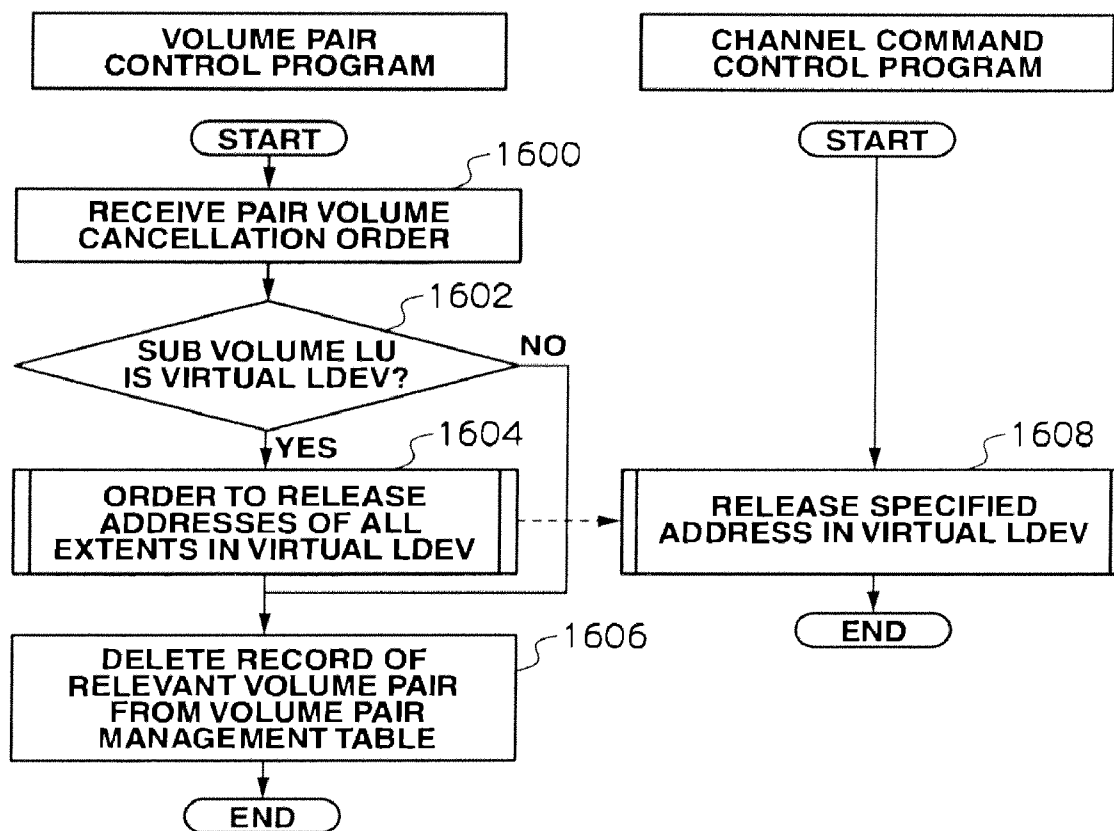 VOLUME PAIR
CONTROL PROGRAM
START
1600
RECEIVE PAIR VOLUME
CANCELLATION ORDER
1602
SUB VOLUME LU
IS VIRTUAL LDEV?
NO
YES
1604
ORDER TO RELEASE
ADDRESSES OF ALL
EXTENTS IN VIRTUAL LDEV
1606
DELETE RECORD OF
RELEVANT VOLUME PAIR
FROM VOLUME PAIR
MANAGEMENT TABLE
END
CHANNEL COMMAND
CONTROL PROGRAM
START
1608
RELEASE SPECIFIED
ADDRESS IN VIRTUAL LDEV
END